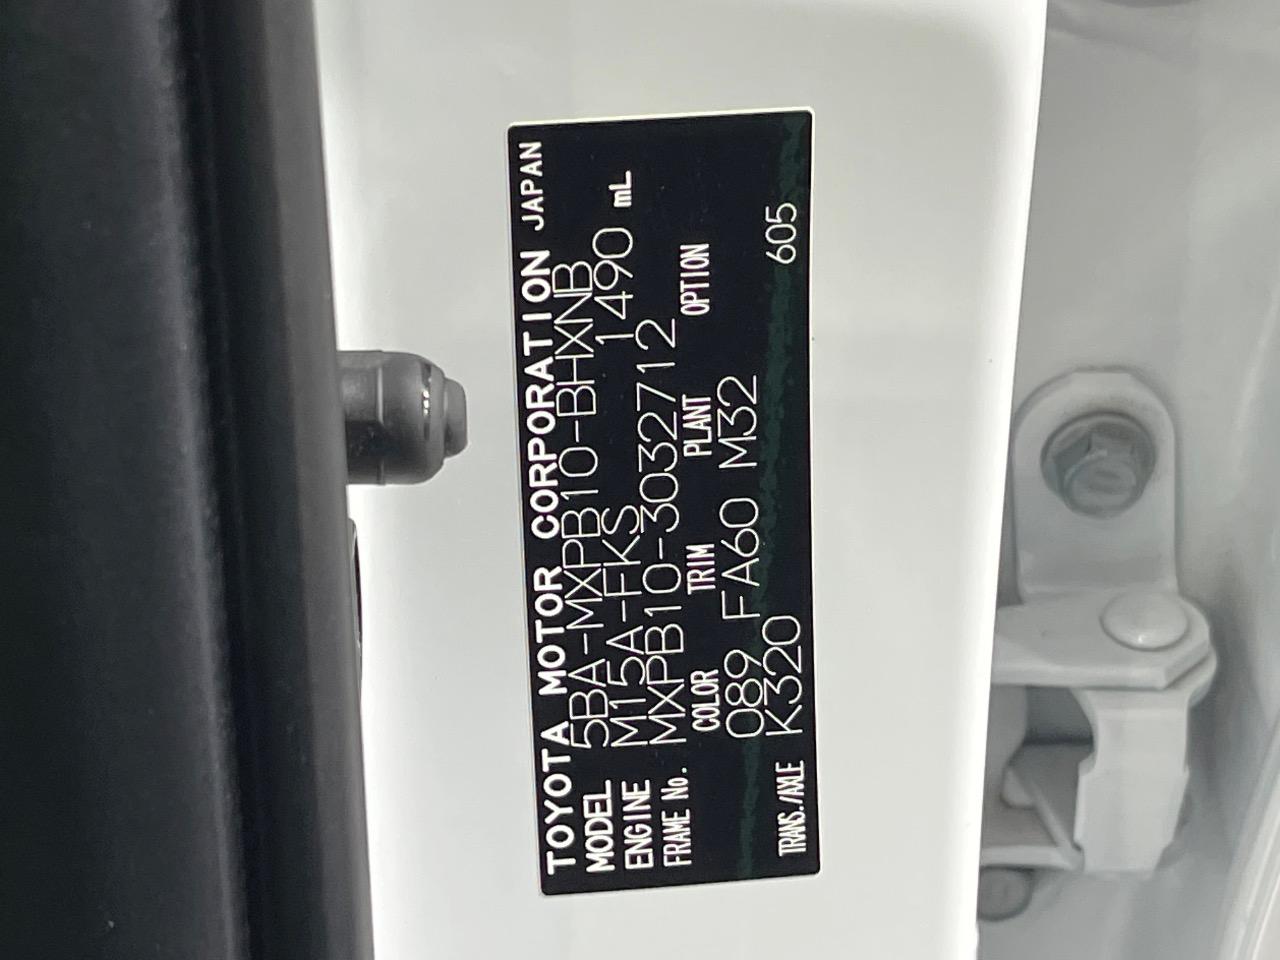 TOYOTA MOTOR CORPORATION JAPAN
MODEL 5BA-MXPB10-BHXNB
ENGINE M15A-FKS 1490 mL
FRAME No. MXPB10-3032712
COLOR TRIM PLANT OPTION
089 FA60 M32
TRANS./AXLE K320 605